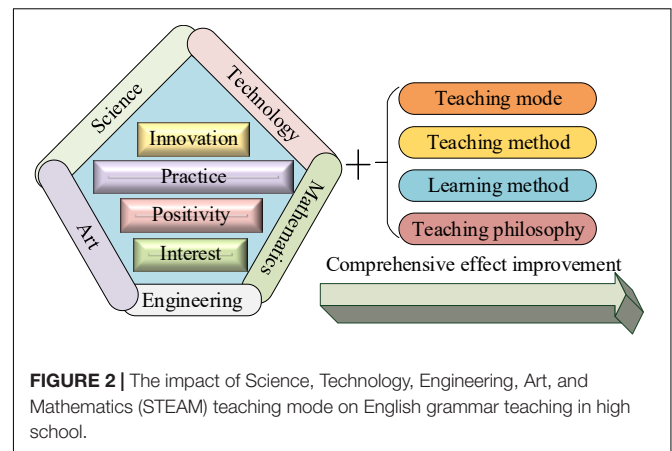 Science
Technology
Innovation
Practice
Positivity
Interest
Art
Mathematics
Engineering
+
Teaching mode
Teaching method
Learning method
Teaching philosophy
Comprehensive effect improvement
FIGURE 2 | The impact of Science, Technology, Engineering, Art, and
Mathematics (STEAM) teaching mode on English grammar teaching in high
school.